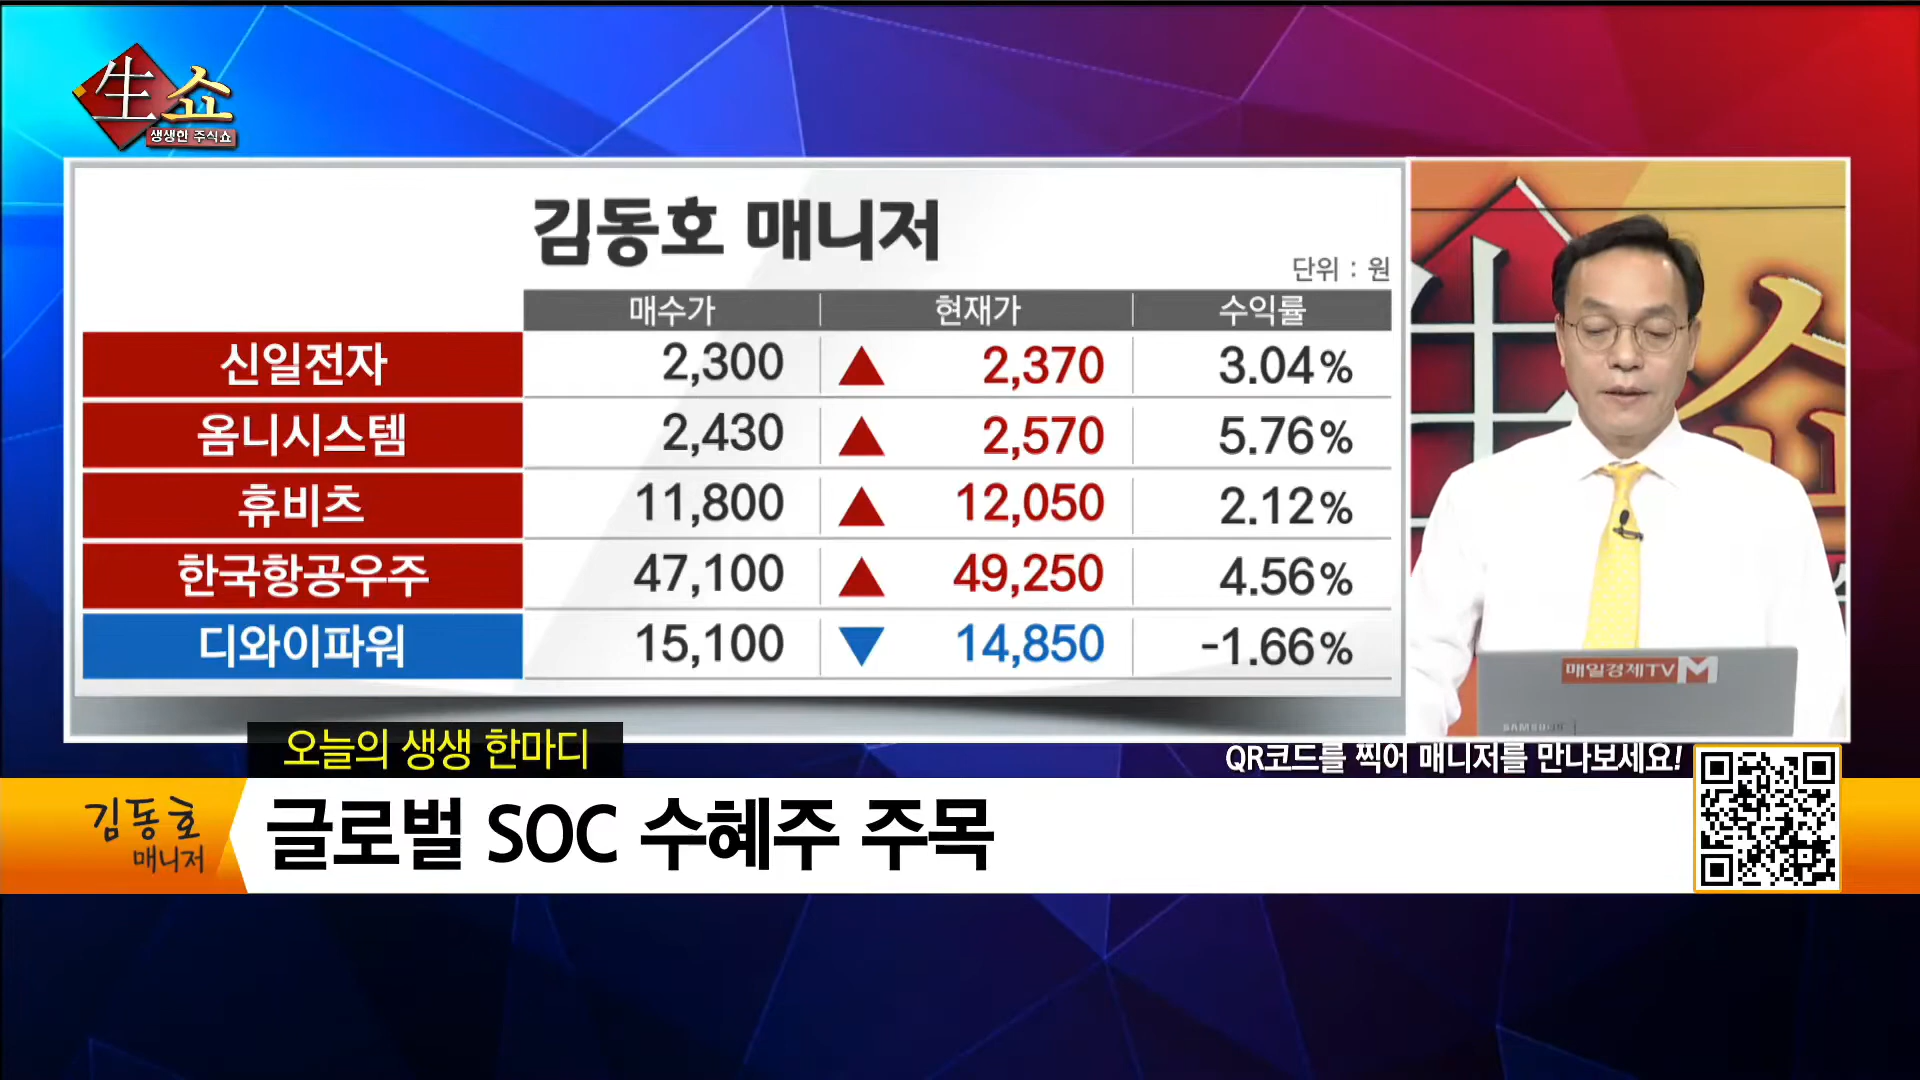 生쇼
생생한 주식쇼
김동호 매니저
단위 : 원
매수가 현재가 수익률
신일전자 2,300 ▲ 2,370 3.04%
옴니시스템 2,430 ▲ 2,570 5.76%
휴비츠 11,800 ▲ 12,050 2.12%
한국항공우주 47,100 ▲ 49,250 4.56%
디와이파워 15,100 ▼ 14,850 -1.66%
매일경제TV M
SAMSUNG
오늘의 생생 한마디
QR코드를 찍어 매니저를 만나보세요!
김동호
매니저
글로벌 SOC 수혜주 주목